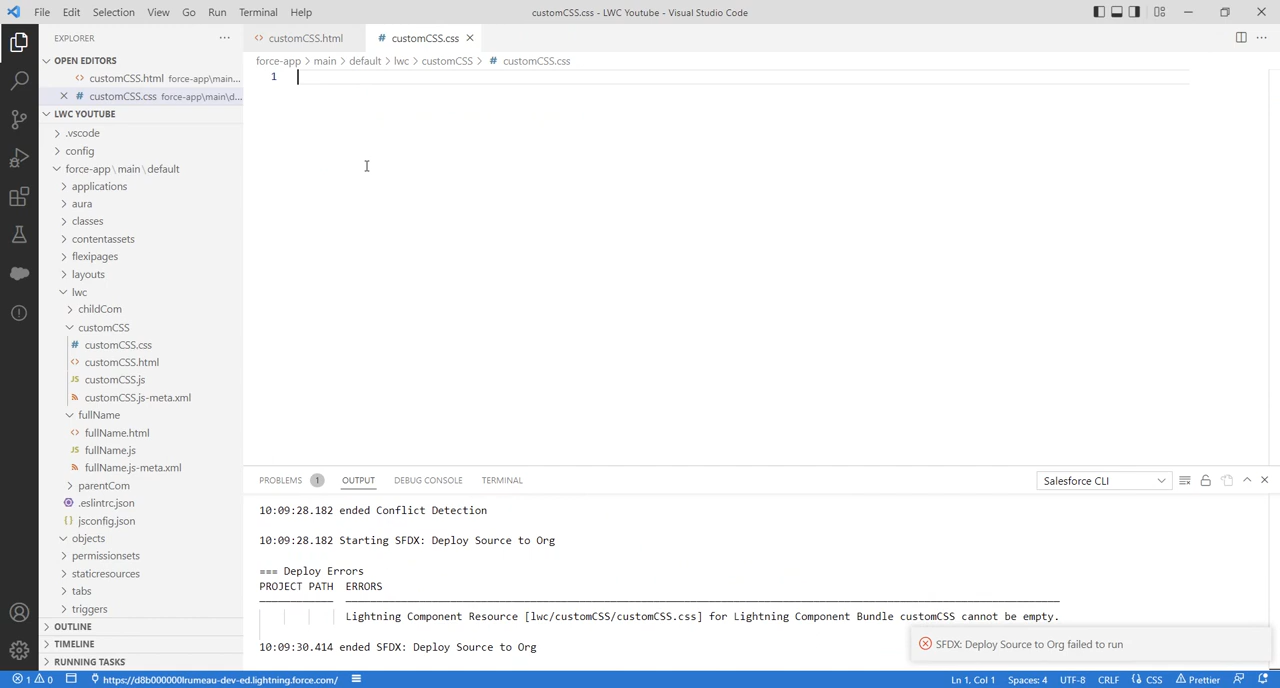 File Edit Selection View Go Run Terminal Help
customCSS.css - LWC Youtube - Visual Studio Code
EXPLORER
customCSS.html
# customCSS.css
OPEN EDITORS
customCSS.html force-app\main...
# customCSS.css force-app\main\d...
force-app > main > default > lwc > customCSS > # customCSS.css
1
LWC YOUTUBE
.vscode
config
force-app\main\default
applications
aura
classes
contentassets
flexipages
layouts
lwc
childCom
customCSS
# customCSS.css
customCSS.html
JS customCSS.js
customCSS.js-meta.xml
fullName
fullName.html
JS fullName.js
fullName.js-meta.xml
parentCom
.eslintrc.json
jsconfig.json
objects
permissionsets
staticresources
tabs
triggers
OUTLINE
TIMELINE
RUNNING TASKS
PROBLEMS 1 OUTPUT DEBUG CONSOLE TERMINAL
Salesforce CLI
10:09:28.182 ended Conflict Detection
10:09:28.182 Starting SFDX: Deploy Source to Org
=== Deploy Errors
PROJECT PATH ERRORS
Lightning Component Resource [lwc/customCSS/customCSS.css] for Lightning Component Bundle customCSS cannot be empty.
10:09:30.414 ended SFDX: Deploy Source to Org
SFDX: Deploy Source to Org failed to run
1 0 https://d8b000000lrumeau-dev-ed.lightning.force.com/
Ln 1, Col 1 Spaces: 4 UTF-8 CRLF CSS Prettier